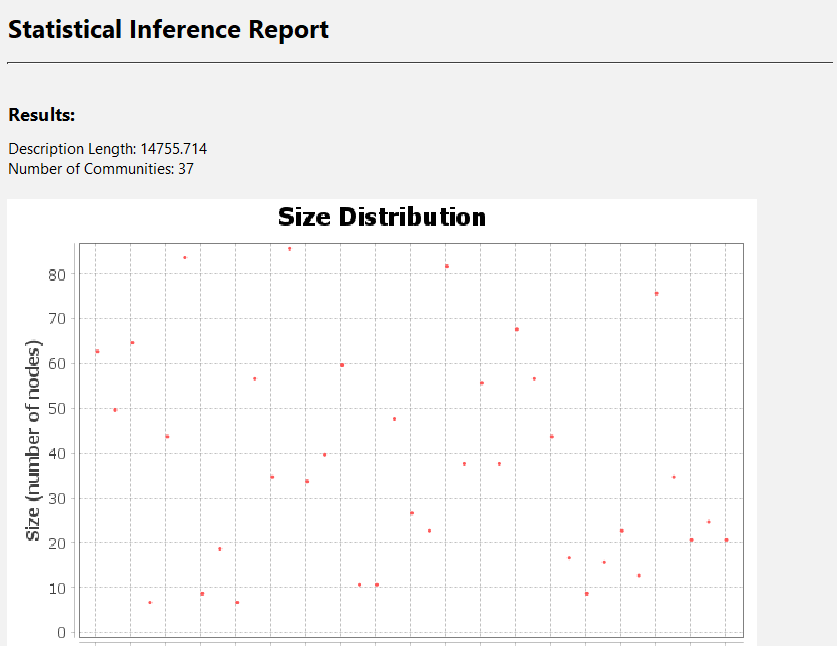 Statistical Inference Report
Results:
Description Length: 14755.714
Number of Communities: 37
Size Distribution
Size (number of nodes)
80
70
60
50
40
30
20
10
0